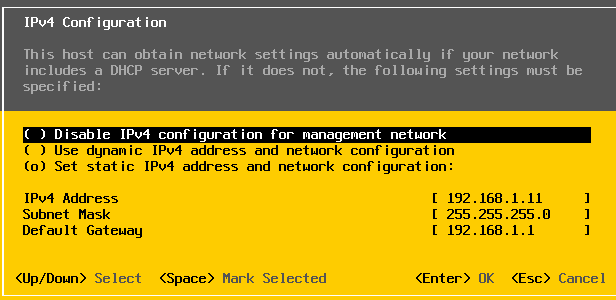 IPv4 Configuration
This host can obtain network settings automatically if your network
includes a DHCP server. If it does not, the following settings must be
specified:
( ) Disable IPv4 configuration for management network
( ) Use dynamic IPv4 address and network configuration
(o) Set static IPv4 address and network configuration:
IPv4 Address [ 192.168.1.11 ]
Subnet Mask [ 255.255.255.0 ]
Default Gateway [ 192.168.1.1 ]
<Up/Down> Select <Space> Mark Selected <Enter> OK <Esc> Cancel